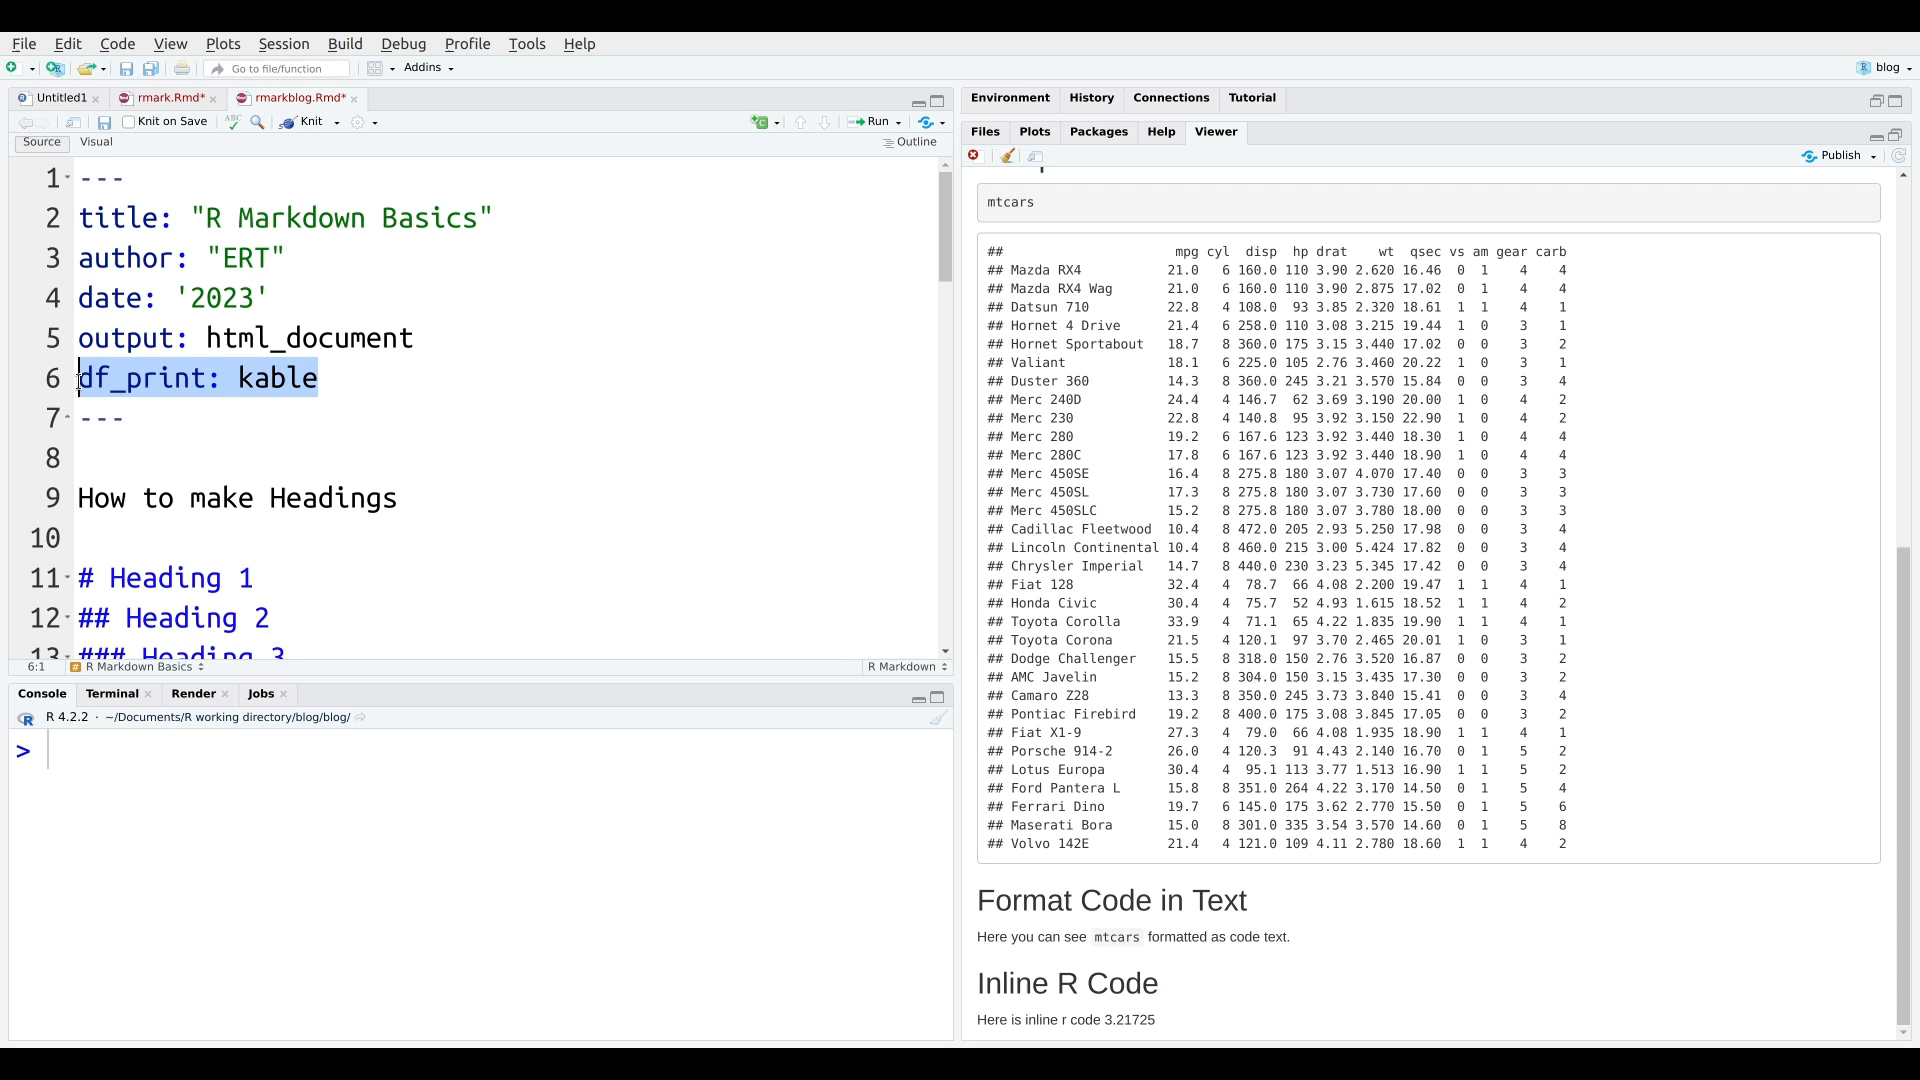 File Edit Code View Plots Session Build Debug Profile Tools Help
Go to file/function Addins blog
Untitled1 rmark.Rmd* rmarkblog.Rmd*
Knit on Save ABC Knit Run
Source Visual Outline
1 ---
2 title: "R Markdown Basics"
3 author: "ERT"
4 date: '2023'
5 output: html_document
6 df_print: kable
7 ---
8
9 How to make Headings
10
11 # Heading 1
12 ## Heading 2
13 ### Heading 3
6:1 R Markdown Basics R Markdown
Console Terminal Render Jobs
R 4.2.2 · ~/Documents/R working directory/blog/blog/
>
Environment History Connections Tutorial
Files Plots Packages Help Viewer
Publish
mtcars
## mpg cyl disp hp drat wt qsec vs am gear carb
## Mazda RX4 21.0 6 160.0 110 3.90 2.620 16.46 0 1 4 4
## Mazda RX4 Wag 21.0 6 160.0 110 3.90 2.875 17.02 0 1 4 4
## Datsun 710 22.8 4 108.0 93 3.85 2.320 18.61 1 1 4 1
## Hornet 4 Drive 21.4 6 258.0 110 3.08 3.215 19.44 1 0 3 1
## Hornet Sportabout 18.7 8 360.0 175 3.15 3.440 17.02 0 0 3 2
## Valiant 18.1 6 225.0 105 2.76 3.460 20.22 1 0 3 1
## Duster 360 14.3 8 360.0 245 3.21 3.570 15.84 0 0 3 4
## Merc 240D 24.4 4 146.7 62 3.69 3.190 20.00 1 0 4 2
## Merc 230 22.8 4 140.8 95 3.92 3.150 22.90 1 0 4 2
## Merc 280 19.2 6 167.6 123 3.92 3.440 18.30 1 0 4 4
## Merc 280C 17.8 6 167.6 123 3.92 3.440 18.90 1 0 4 4
## Merc 450SE 16.4 8 275.8 180 3.07 4.070 17.40 0 0 3 3
## Merc 450SL 17.3 8 275.8 180 3.07 3.730 17.60 0 0 3 3
## Merc 450SLC 15.2 8 275.8 180 3.07 3.780 18.00 0 0 3 3
## Cadillac Fleetwood 10.4 8 472.0 205 2.93 5.250 17.98 0 0 3 4
## Lincoln Continental 10.4 8 460.0 215 3.00 5.424 17.82 0 0 3 4
## Chrysler Imperial 14.7 8 440.0 230 3.23 5.345 17.42 0 0 3 4
## Fiat 128 32.4 4 78.7 66 4.08 2.200 19.47 1 1 4 1
## Honda Civic 30.4 4 75.7 52 4.93 1.615 18.52 1 1 4 2
## Toyota Corolla 33.9 4 71.1 65 4.22 1.835 19.90 1 1 4 1
## Toyota Corona 21.5 4 120.1 97 3.70 2.465 20.01 1 0 3 1
## Dodge Challenger 15.5 8 318.0 150 2.76 3.520 16.87 0 0 3 2
## AMC Javelin 15.2 8 304.0 150 3.15 3.435 17.30 0 0 3 2
## Camaro Z28 13.3 8 350.0 245 3.73 3.840 15.41 0 0 3 4
## Pontiac Firebird 19.2 8 400.0 175 3.08 3.845 17.05 0 0 3 2
## Fiat X1-9 27.3 4 79.0 66 4.08 1.935 18.90 1 1 4 1
## Porsche 914-2 26.0 4 120.3 91 4.43 2.140 16.70 0 1 5 2
## Lotus Europa 30.4 4 95.1 113 3.77 1.513 16.90 1 1 5 2
## Ford Pantera L 15.8 8 351.0 264 4.22 3.170 14.50 0 1 5 4
## Ferrari Dino 19.7 6 145.0 175 3.62 2.770 15.50 0 1 5 6
## Maserati Bora 15.0 8 301.0 335 3.54 3.570 14.60 0 1 5 8
## Volvo 142E 21.4 4 121.0 109 4.11 2.780 18.60 1 1 4 2
Format Code in Text
Here you can see mtcars formatted as code text.
Inline R Code
Here is inline r code 3.21725